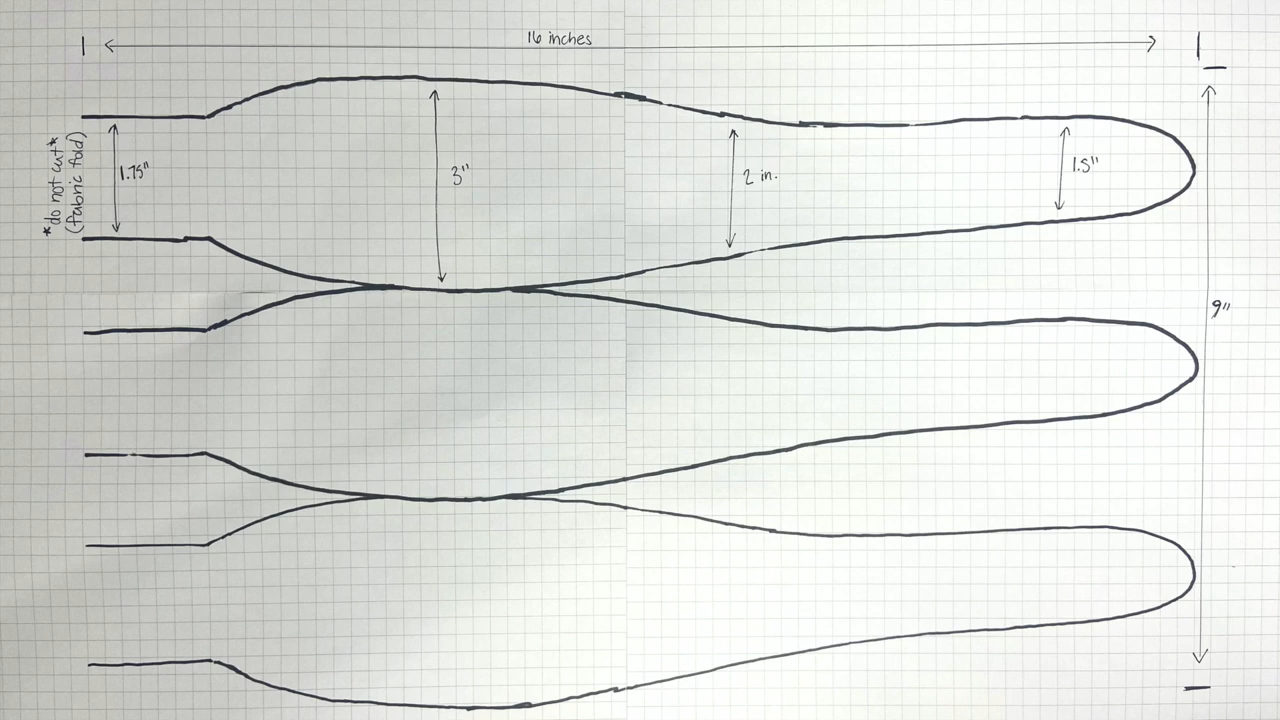 16 inches
*do not cut*
(fabric fold)
1.75"
3"
2 in.
1.5"
9"